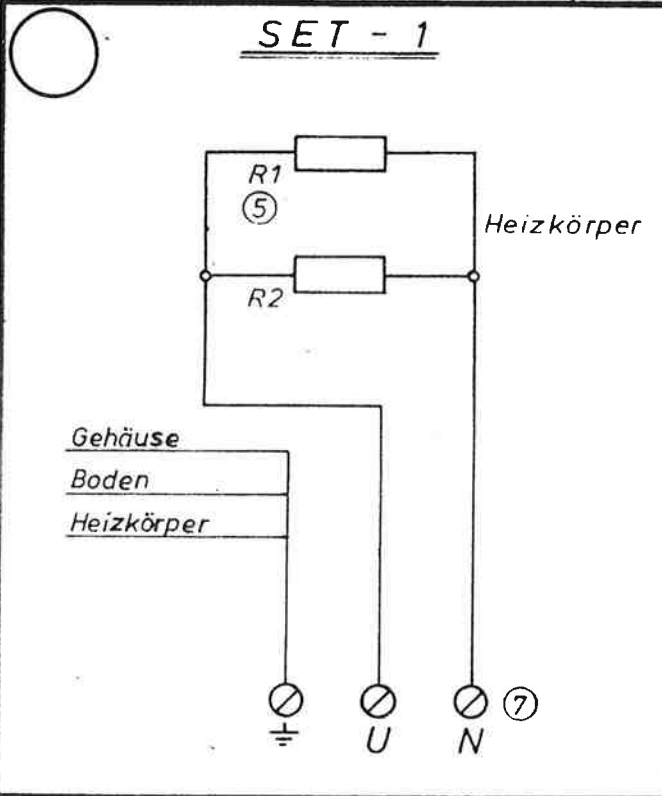 SET - 1
R1
5
Heizkörper
R2
Gehäuse
Boden
Heizkörper
7
U
N